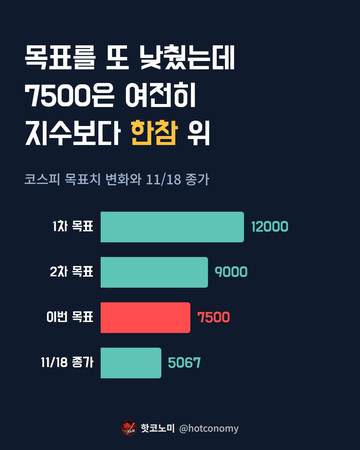 목표를 또 낮췄는데
7500은 여전히
지수보다 한참 위
코스피 목표치 변화와 11/18 종가
1차 목표 12000
2차 목표 9000
이번 목표 7500
11/18 종가 5067
핫코노미 @hotconomy